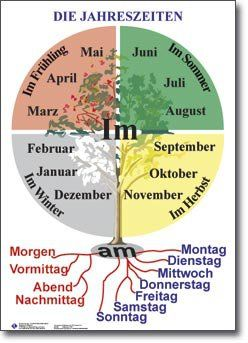 DIE JAHRESZEITEN
Im Frühling
Mai
April
Marz
Juni
Im Sommer
Juli
August
Im
Februar
Januar
Dezember
Im Winter
September
Oktober
November
Im Herbst
am
Morgen
Vormittag
Abend
Nachmittag
Montag
Dienstag
Mittwoch
Donnerstag
Freitag
Samstag
Sonntag